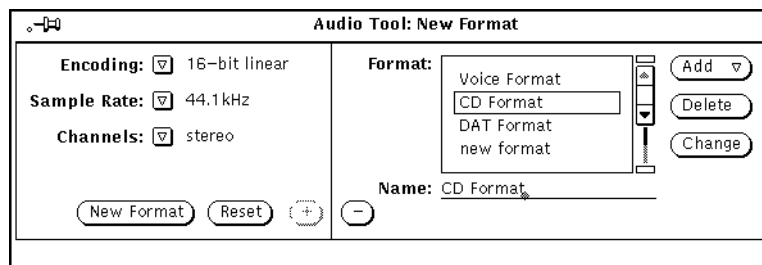 Audio Tool: New Format
Encoding: 16-bit linear
Sample Rate: 44.1kHz
Channels: stereo
New Format Reset +
Format:
Voice Format
CD Format
DAT Format
new format
Name: CD Format
−
Add
Delete
Change